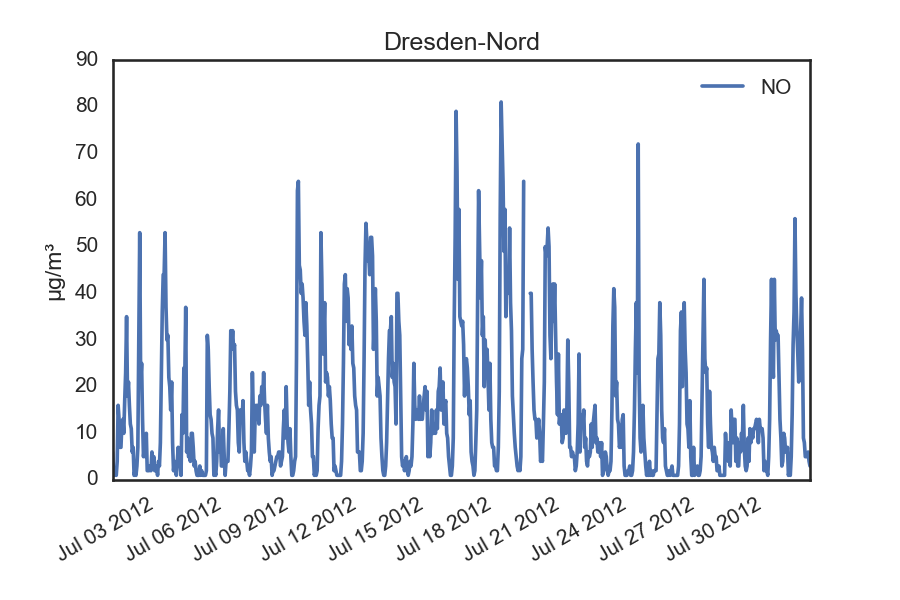 Dresden-Nord
90
80
70
60
50
40
30
20
10
0
µg/m³
NO
Jul 03 2012
Jul 06 2012
Jul 09 2012
Jul 12 2012
Jul 15 2012
Jul 18 2012
Jul 21 2012
Jul 24 2012
Jul 27 2012
Jul 30 2012